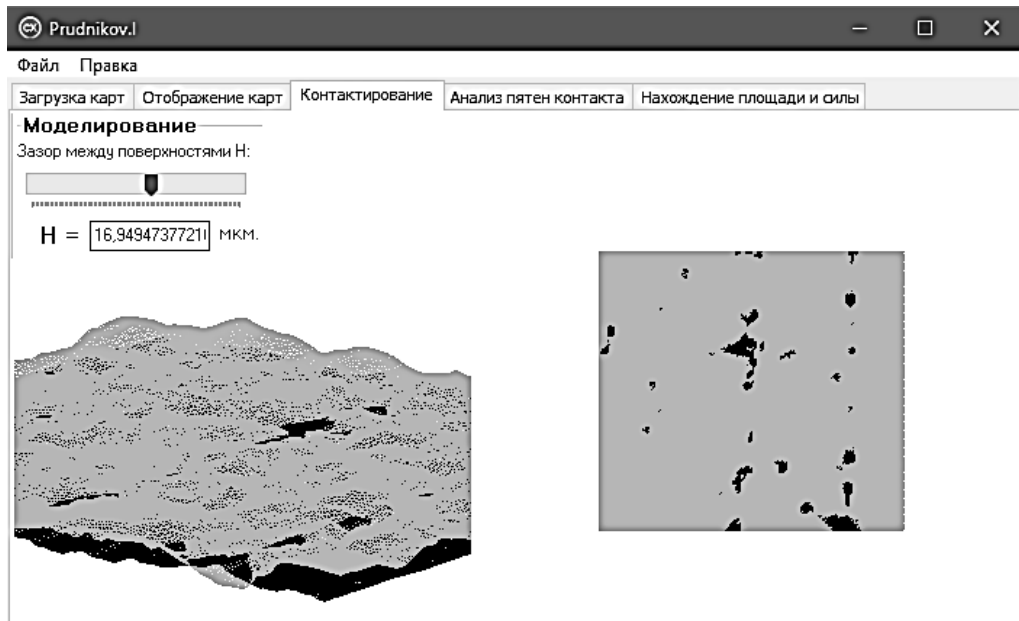 Prudnikov.I
Файл Правка
Загрузка карт Отображение карт Контактирование Анализ пятен контакта Нахождение площади и силы
Моделирование
Зазор между поверхностями H:
H = 16,9494737721 мкм.